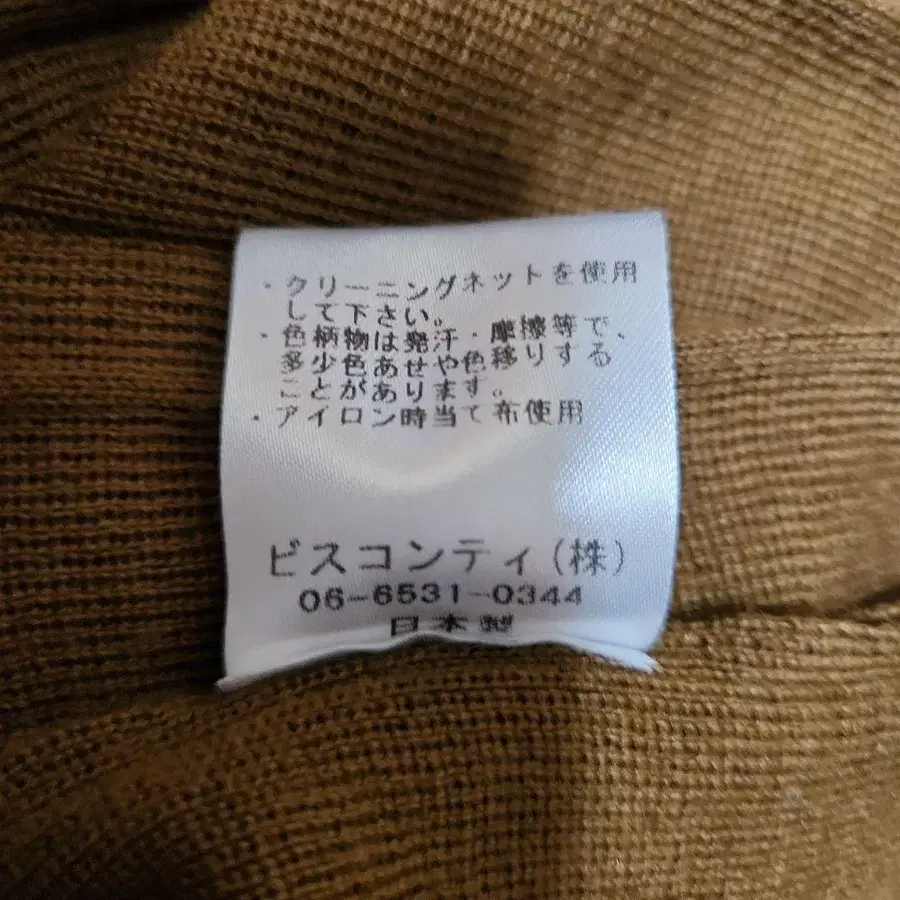 ・クリーニングネットを使用
して下さい。
・色柄物は発汗・摩擦等で、
多少色あせや色移りする
ことがあります。
・アイロン時当て布使用
ビスコンティ(株)
06-6531-0344
日本製